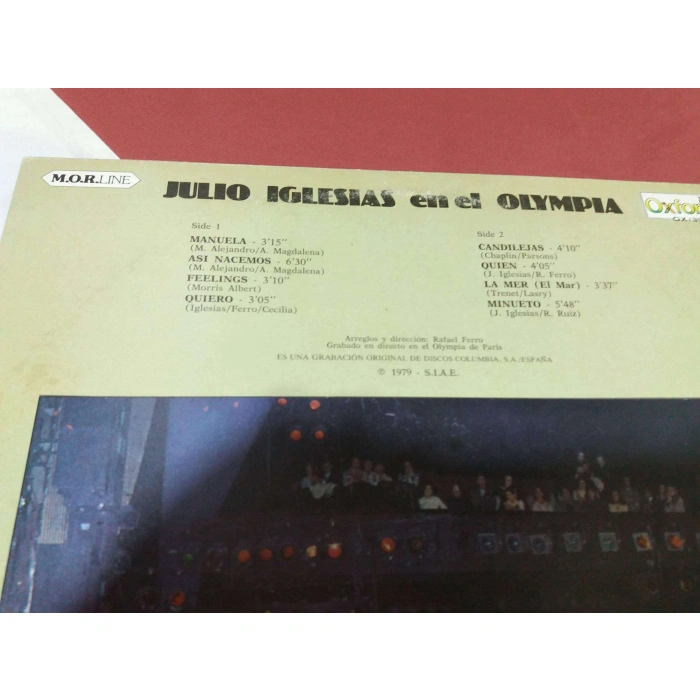 M.O.R.LINE
JULIO IGLESIAS en el OLYMPIA
Side 1
MANUELA - 3'15"
(M. Alejandro/A. Magdalena)
ASI NACEMOS - 6'30"
(M. Alejandro/A. Magdalena)
FEELINGS - 3'10"
(Morris Albert)
QUIERO - 3'05"
(Iglesias/Ferro/Cecilia)
Side 2
CANDILEJAS - 4'10"
(Chaplin/Parsons)
QUIEN - 4'05"
(J. Iglesias/R. Ferro)
LA MER (El Mar) - 3'37"
(Trenet/Lasry)
MINUETO - 5'48"
(J. Iglesias/R. Ruiz)
Arreglos y dirección: Rafael Ferro
Grabado en directo en el Olympia de Paris
ES UNA GRABACIÓN ORIGINAL DE DISCOS COLUMBIA, S.A./ESPAÑA
℗ 1979 - S.I.A.E.